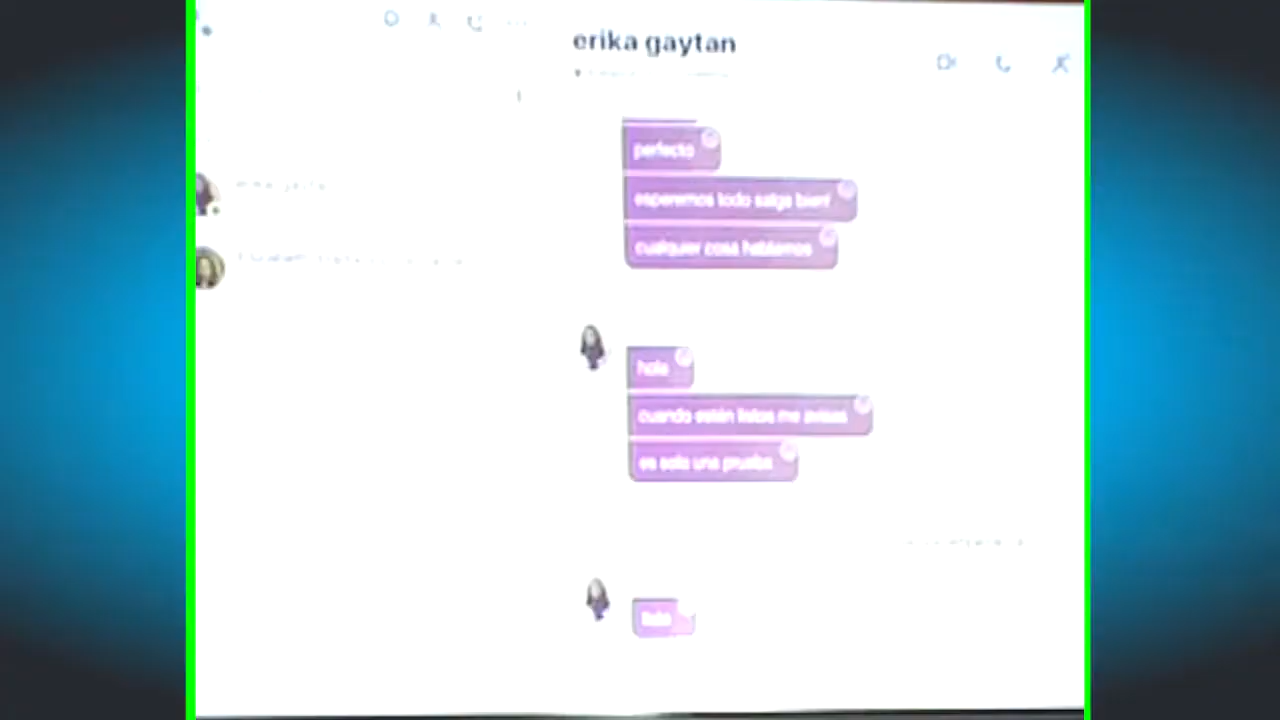 erika gaytan
perfecto
esperemos todo salga bien!
cualquier cosa hablamos
hola
cuando estén listos me avisas
es solo una prueba